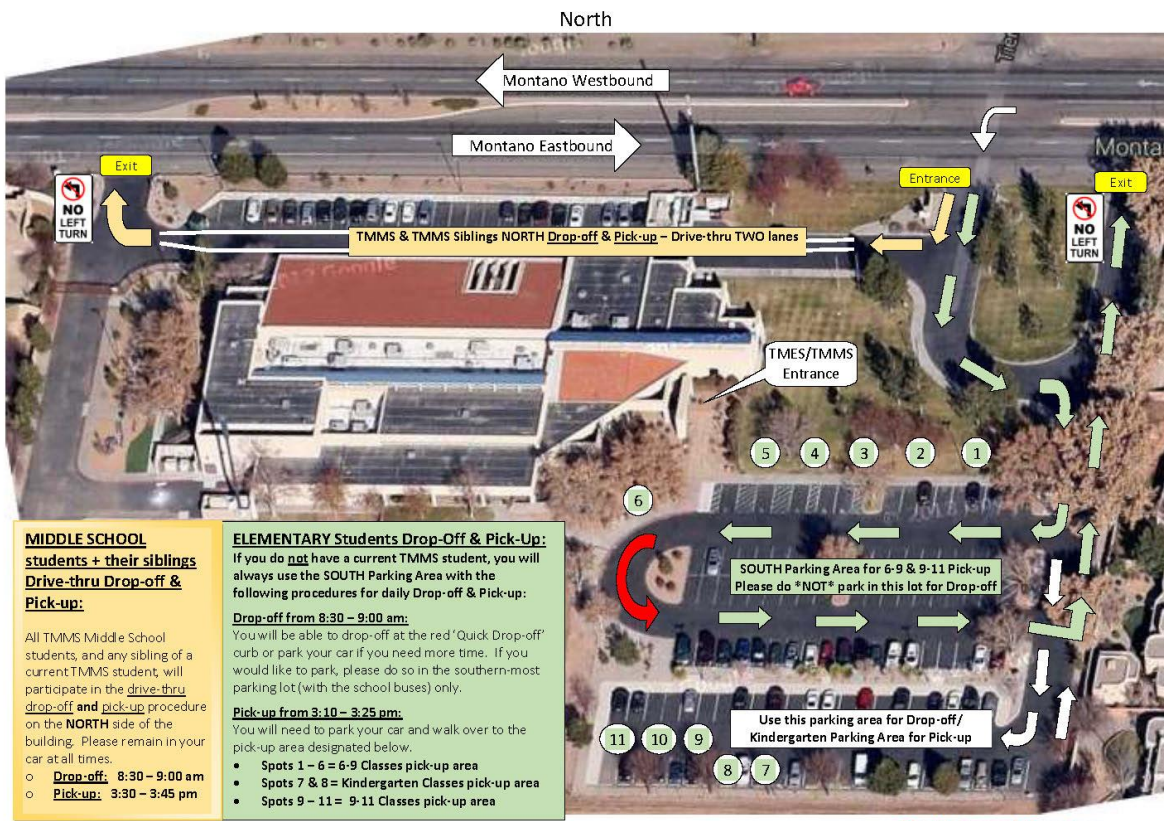 North
Montano Westbound
Montano Eastbound
Montan
Exit
Entrance
Exit
NO
LEFT
TURN
NO
LEFT
TURN
TMMS & TMMS Siblings NORTH Drop-off & Pick-up – Drive-thru TWO lanes
TMES/TMMS
Entrance
5
4
3
2
1
6
SOUTH Parking Area for 6-9 & 9-11 Pick-up
Please do *NOT* park in this lot for Drop-off
Use this parking area for Drop-off/
Kindergarten Parking Area for Pick-up
11
10
9
8
7
MIDDLE SCHOOL
students + their siblings
Drive-thru Drop-off &
Pick-up:
All TMMS Middle School
students, and any sibling of a
current TMMS student, will
participate in the drive-thru
drop-off and pick-up procedure
on the NORTH side of the
building. Please remain in your
car at all times.
o Drop-off: 8:30 – 9:00 am
o Pick-up: 3:30 – 3:45 pm
ELEMENTARY Students Drop-Off & Pick-Up:
If you do not have a current TMMS student, you will
always use the SOUTH Parking Area with the
following procedures for daily Drop-off & Pick-up:
Drop-off from 8:30 – 9:00 am:
You will be able to drop-off at the red ‘Quick Drop-off’
curb or park your car if you need more time. If you
would like to park, please do so in the southern-most
parking lot (with the school buses) only.
Pick-up from 3:10 – 3:25 pm:
You will need to park your car and walk over to the
pick-up area designated below.
• Spots 1 – 6 = 6-9 Classes pick-up area
• Spots 7 & 8 = Kindergarten Classes pick-up area
• Spots 9 – 11 = 9-11 Classes pick-up area